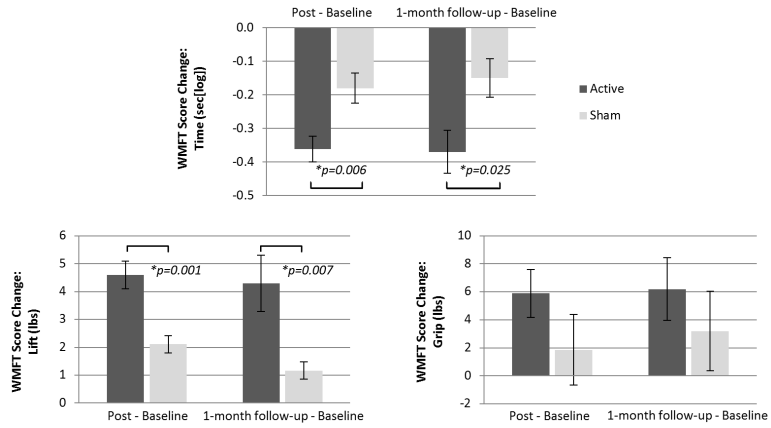 Post - Baseline 1-month follow-up - Baseline
WMFT Score Change:
Time (sec[log])
0.0
-0.1
-0.2
-0.3
-0.4
-0.5
*p=0.006 *p=0.025
Active
Sham
WMFT Score Change:
Lift (lbs)
6
5
4
3
2
1
0
*p=0.001 *p=0.007
Post - Baseline 1-month follow-up - Baseline
WMFT Score Change:
Grip (lbs)
10
8
6
4
2
0
-2
Post - Baseline 1-month follow-up - Baseline